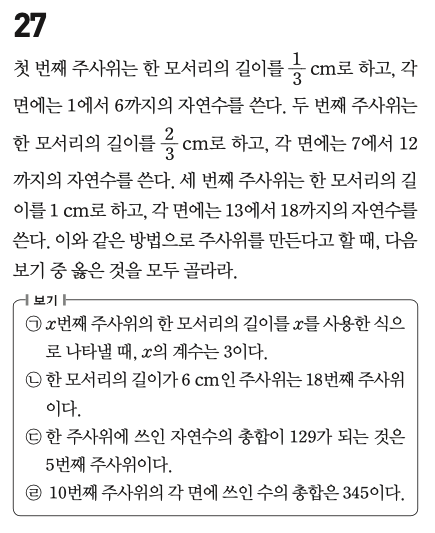 27
첫 번째 주사위는 한 모서리의 길이를 1/3 cm로 하고, 각
면에는 1에서 6까지의 자연수를 쓴다. 두 번째 주사위는
한 모서리의 길이를 2/3 cm로 하고, 각 면에는 7에서 12
까지의 자연수를 쓴다. 세 번째 주사위는 한 모서리의 길
이를 1 cm로 하고, 각 면에는 13에서 18까지의 자연수를
쓴다. 이와 같은 방법으로 주사위를 만든다고 할 때, 다음
보기 중 옳은 것을 모두 골라라.
보기
㉠ x번째 주사위의 한 모서리의 길이를 x를 사용한 식으
로 나타낼 때, x의 계수는 3이다.
㉡ 한 모서리의 길이가 6 cm인 주사위는 18번째 주사위
이다.
㉢ 한 주사위에 쓰인 자연수의 총합이 129가 되는 것은
5번째 주사위이다.
㉣ 10번째 주사위의 각 면에 쓰인 수의 총합은 345이다.